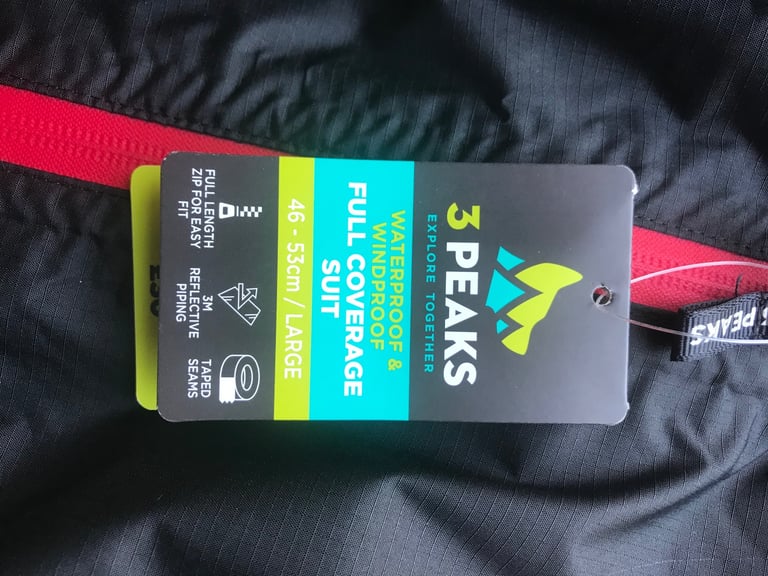 3 PEAKS
EXPLORE TOGETHER
WATERPROOF &
WINDPROOF
FULL COVERAGE
SUIT
46 - 53cm / LARGE
FULL LENGTH
ZIP FOR EASY
FIT
3M
REFLECTIVE
PIPING
TAPED
SEAMS
PEAKS